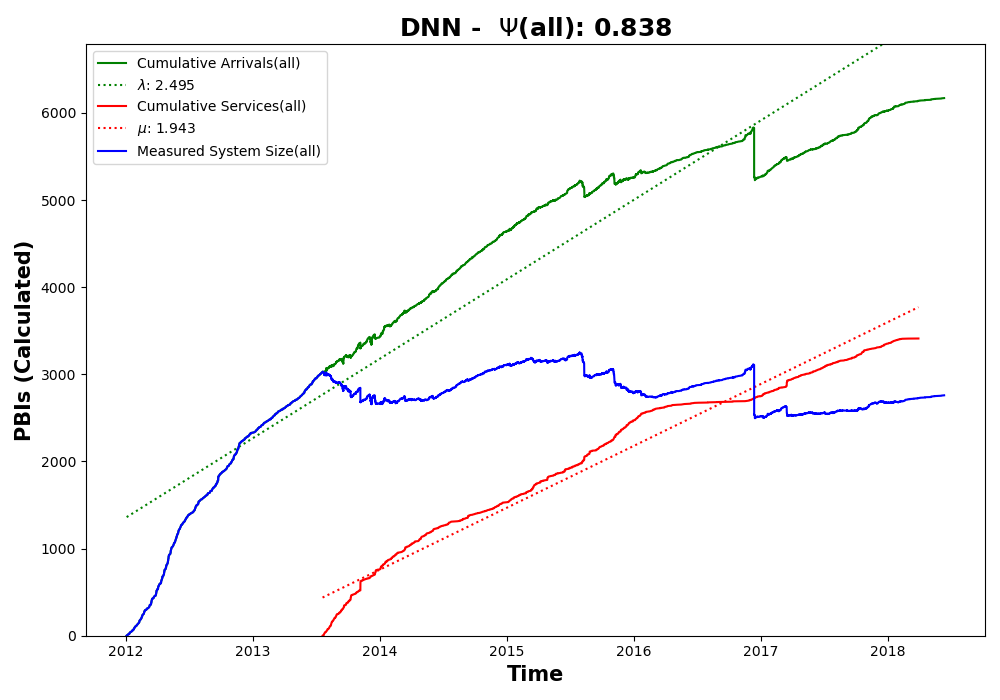 DNN - Ψ(all): 0.838
Cumulative Arrivals(all)
λ: 2.495
Cumulative Services(all)
μ: 1.943
Measured System Size(all)
PBIs (Calculated)
6000
5000
4000
3000
2000
1000
0
2012 2013 2014 2015 2016 2017 2018
Time